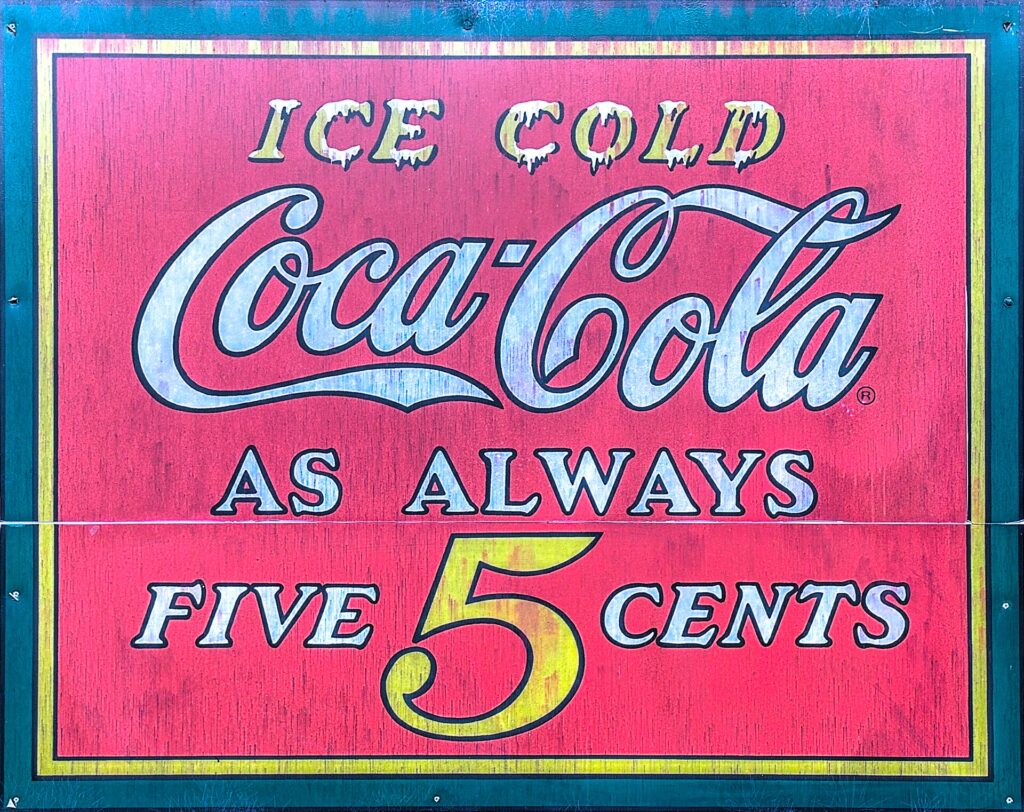 ICE COLD
Coca-Cola ®
AS ALWAYS
FIVE 5 CENTS